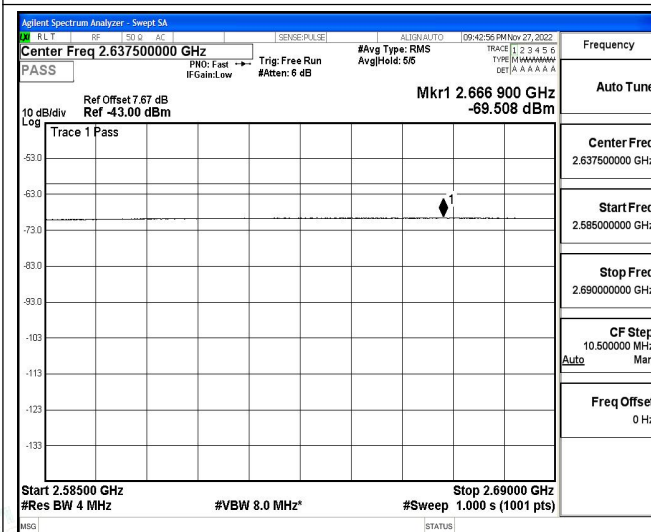 Agilent Spectrum Analyzer - Swept SA
RLT RF 50 Ω AC SENSE:PULSE ALIGN AUTO 09:42:56 PM Nov 27, 2022
Center Freq 2.637500000 GHz
PASS
PNO: Fast
IFGain:Low
Trig: Free Run
#Atten: 6 dB
#Avg Type: RMS
Avg|Hold: 5/5
TRACE 1 2 3 4 5 6
TYPE M WWWWW
DET A A A A A A
Ref Offset 7.67 dB
10 dB/div Ref -43.00 dBm
Log
Mkr1 2.666 900 GHz
-69.508 dBm
Trace 1 Pass
1
-53.0
-63.0
-73.0
-83.0
-93.0
-103
-113
-123
-133
Start 2.58500 GHz Stop 2.69000 GHz
#Res BW 4 MHz #VBW 8.0 MHz* #Sweep 1.000 s (1001 pts)
MSG STATUS
Frequency
Auto Tune
Center Freq
2.637500000 GHz
Start Freq
2.585000000 GHz
Stop Freq
2.690000000 GHz
CF Step
10.500000 MHz
Auto Man
Freq Offset
0 Hz